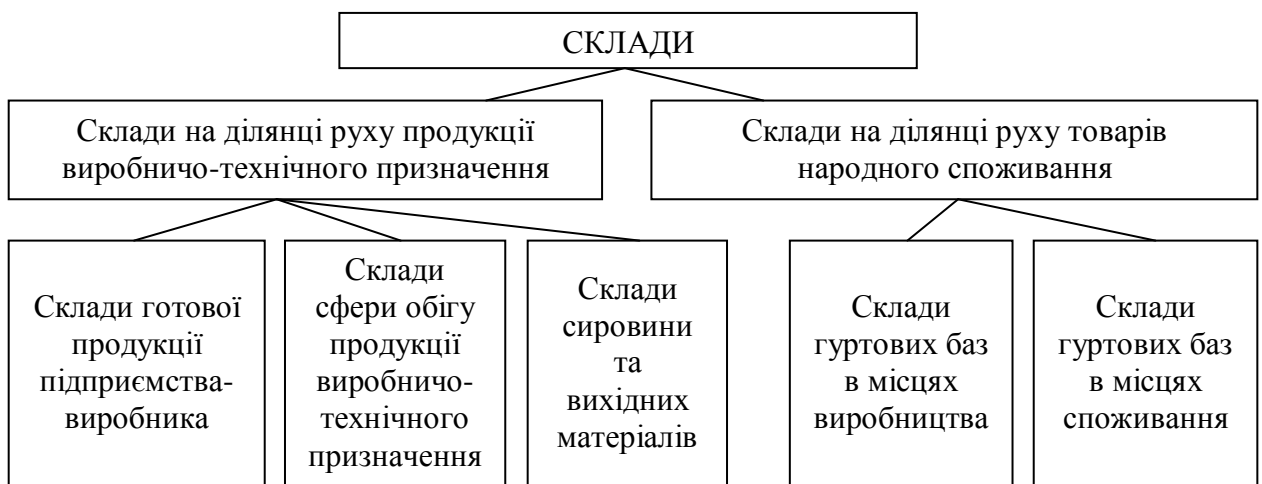 СКЛАДИ
Склади на ділянці руху продукції
виробничо-технічного призначення
Склади на ділянці руху товарів
народного споживання
Склади готової
продукції
підприємства-
виробника
Склади
сфери обігу
продукції
виробничо-
технічного
призначення
Склади
сировини
та
вихідних
матеріалів
Склади
гуртових баз
в місцях
виробництва
Склади
гуртових баз
в місцях
споживання